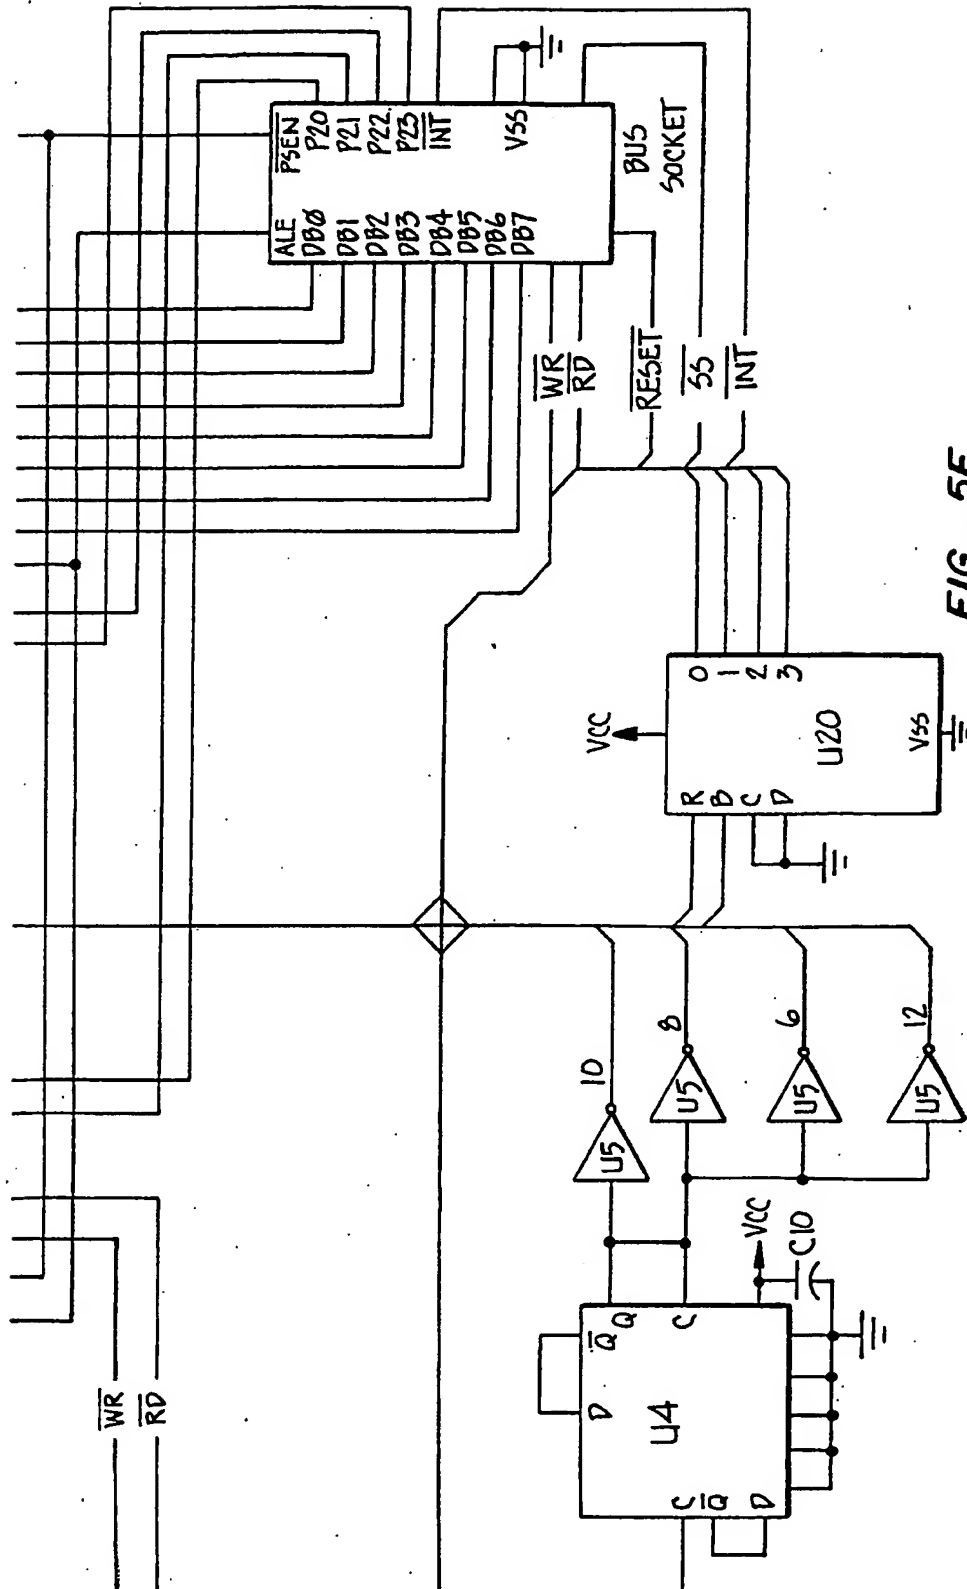 PSEN
P20
P21
P22
P23
INT
VSS
ALE
DBØ
DB1
DB2
DB3
DB4
DB5
DB6
DB7
BUS
SOCKET
WR
RD
RESET
SS
INT
VCC
0
1
2
3
U20
VSS
R
B
C
D
10
U5
8
U5
6
U5
12
U5
WR
RD
Q
Q
C
D
U4
C
Q
D
VCC
C10
FIG